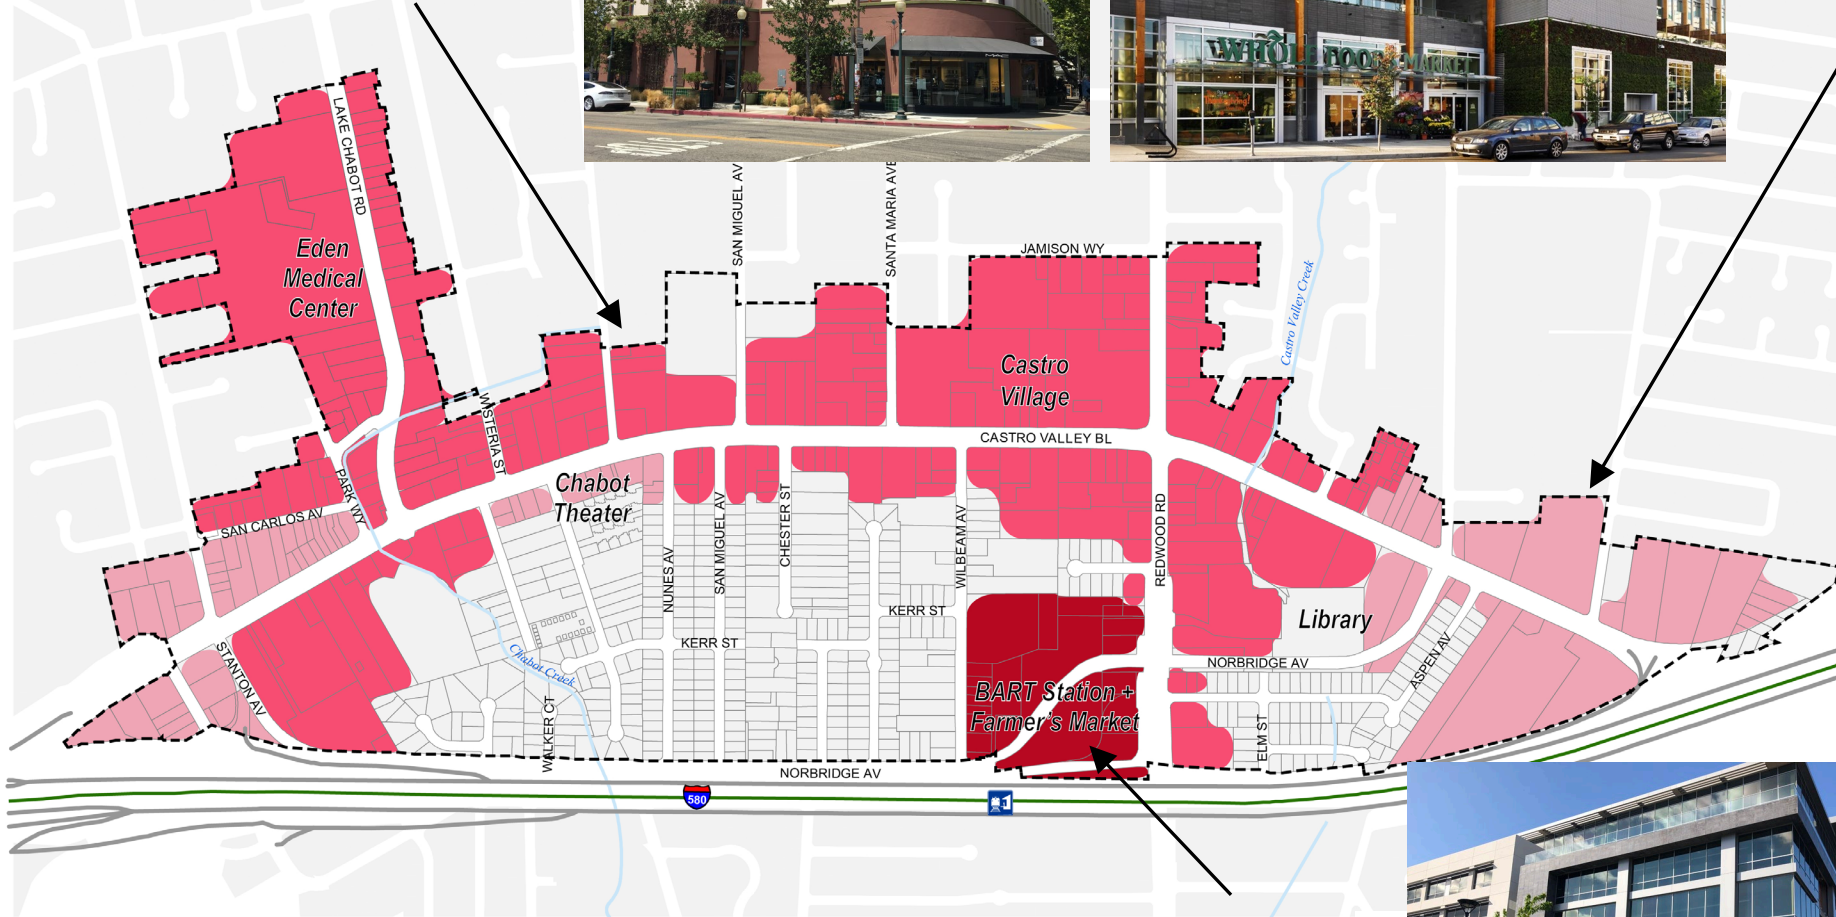 WHOLE FOODS MARKET
LAKE CHABOT RD
SAN MIGUEL AV
SANTA MARIA AVE
JAMISON WY
Eden
Medical
Center
Castro Valley Creek
Castro
Village
WISTERIA ST
CASTRO VALLEY BL
PARK WY
Chabot
Theater
SAN CARLOS AV
NUNES AV
SAN MIGUEL AV
CHESTER ST
WILBEAM AV
REDWOOD RD
KERR ST
Library
KERR ST
STANTON AV
Chabot Creek
NORBRIDGE AV
ASPEN AV
BART Station +
Farmer's Market
WALKER CT
ELM ST
NORBRIDGE AV
580